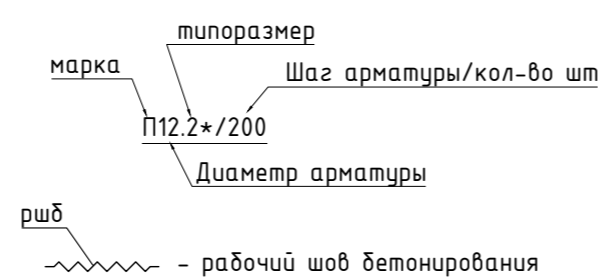 типоразмер
марка
Шаг арматуры/кол-во шт
П12.2*/200
Диаметр арматуры
ршб
- рабочий шов бетонирования